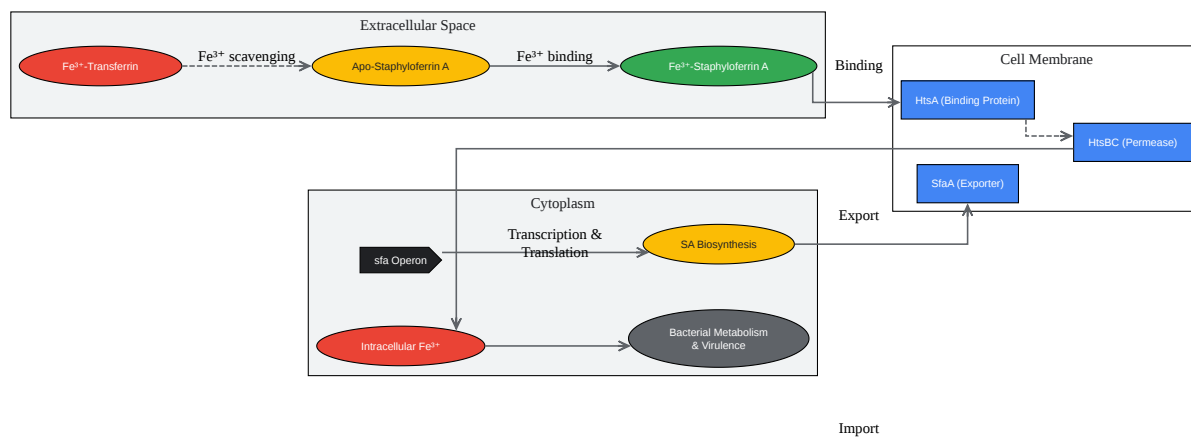 Extracellular Space
Fe³⁺-Transferrin
Fe³⁺ scavenging
Apo-Staphyloferrin A
Fe³⁺ binding
Fe³⁺-Staphyloferrin A
Binding
Cell Membrane
HtsA (Binding Protein)
HtsBC (Permease)
SfaA (Exporter)
Export
Cytoplasm
sfa Operon
Transcription &
Translation
SA Biosynthesis
Intracellular Fe³⁺
Bacterial Metabolism
& Virulence
Import